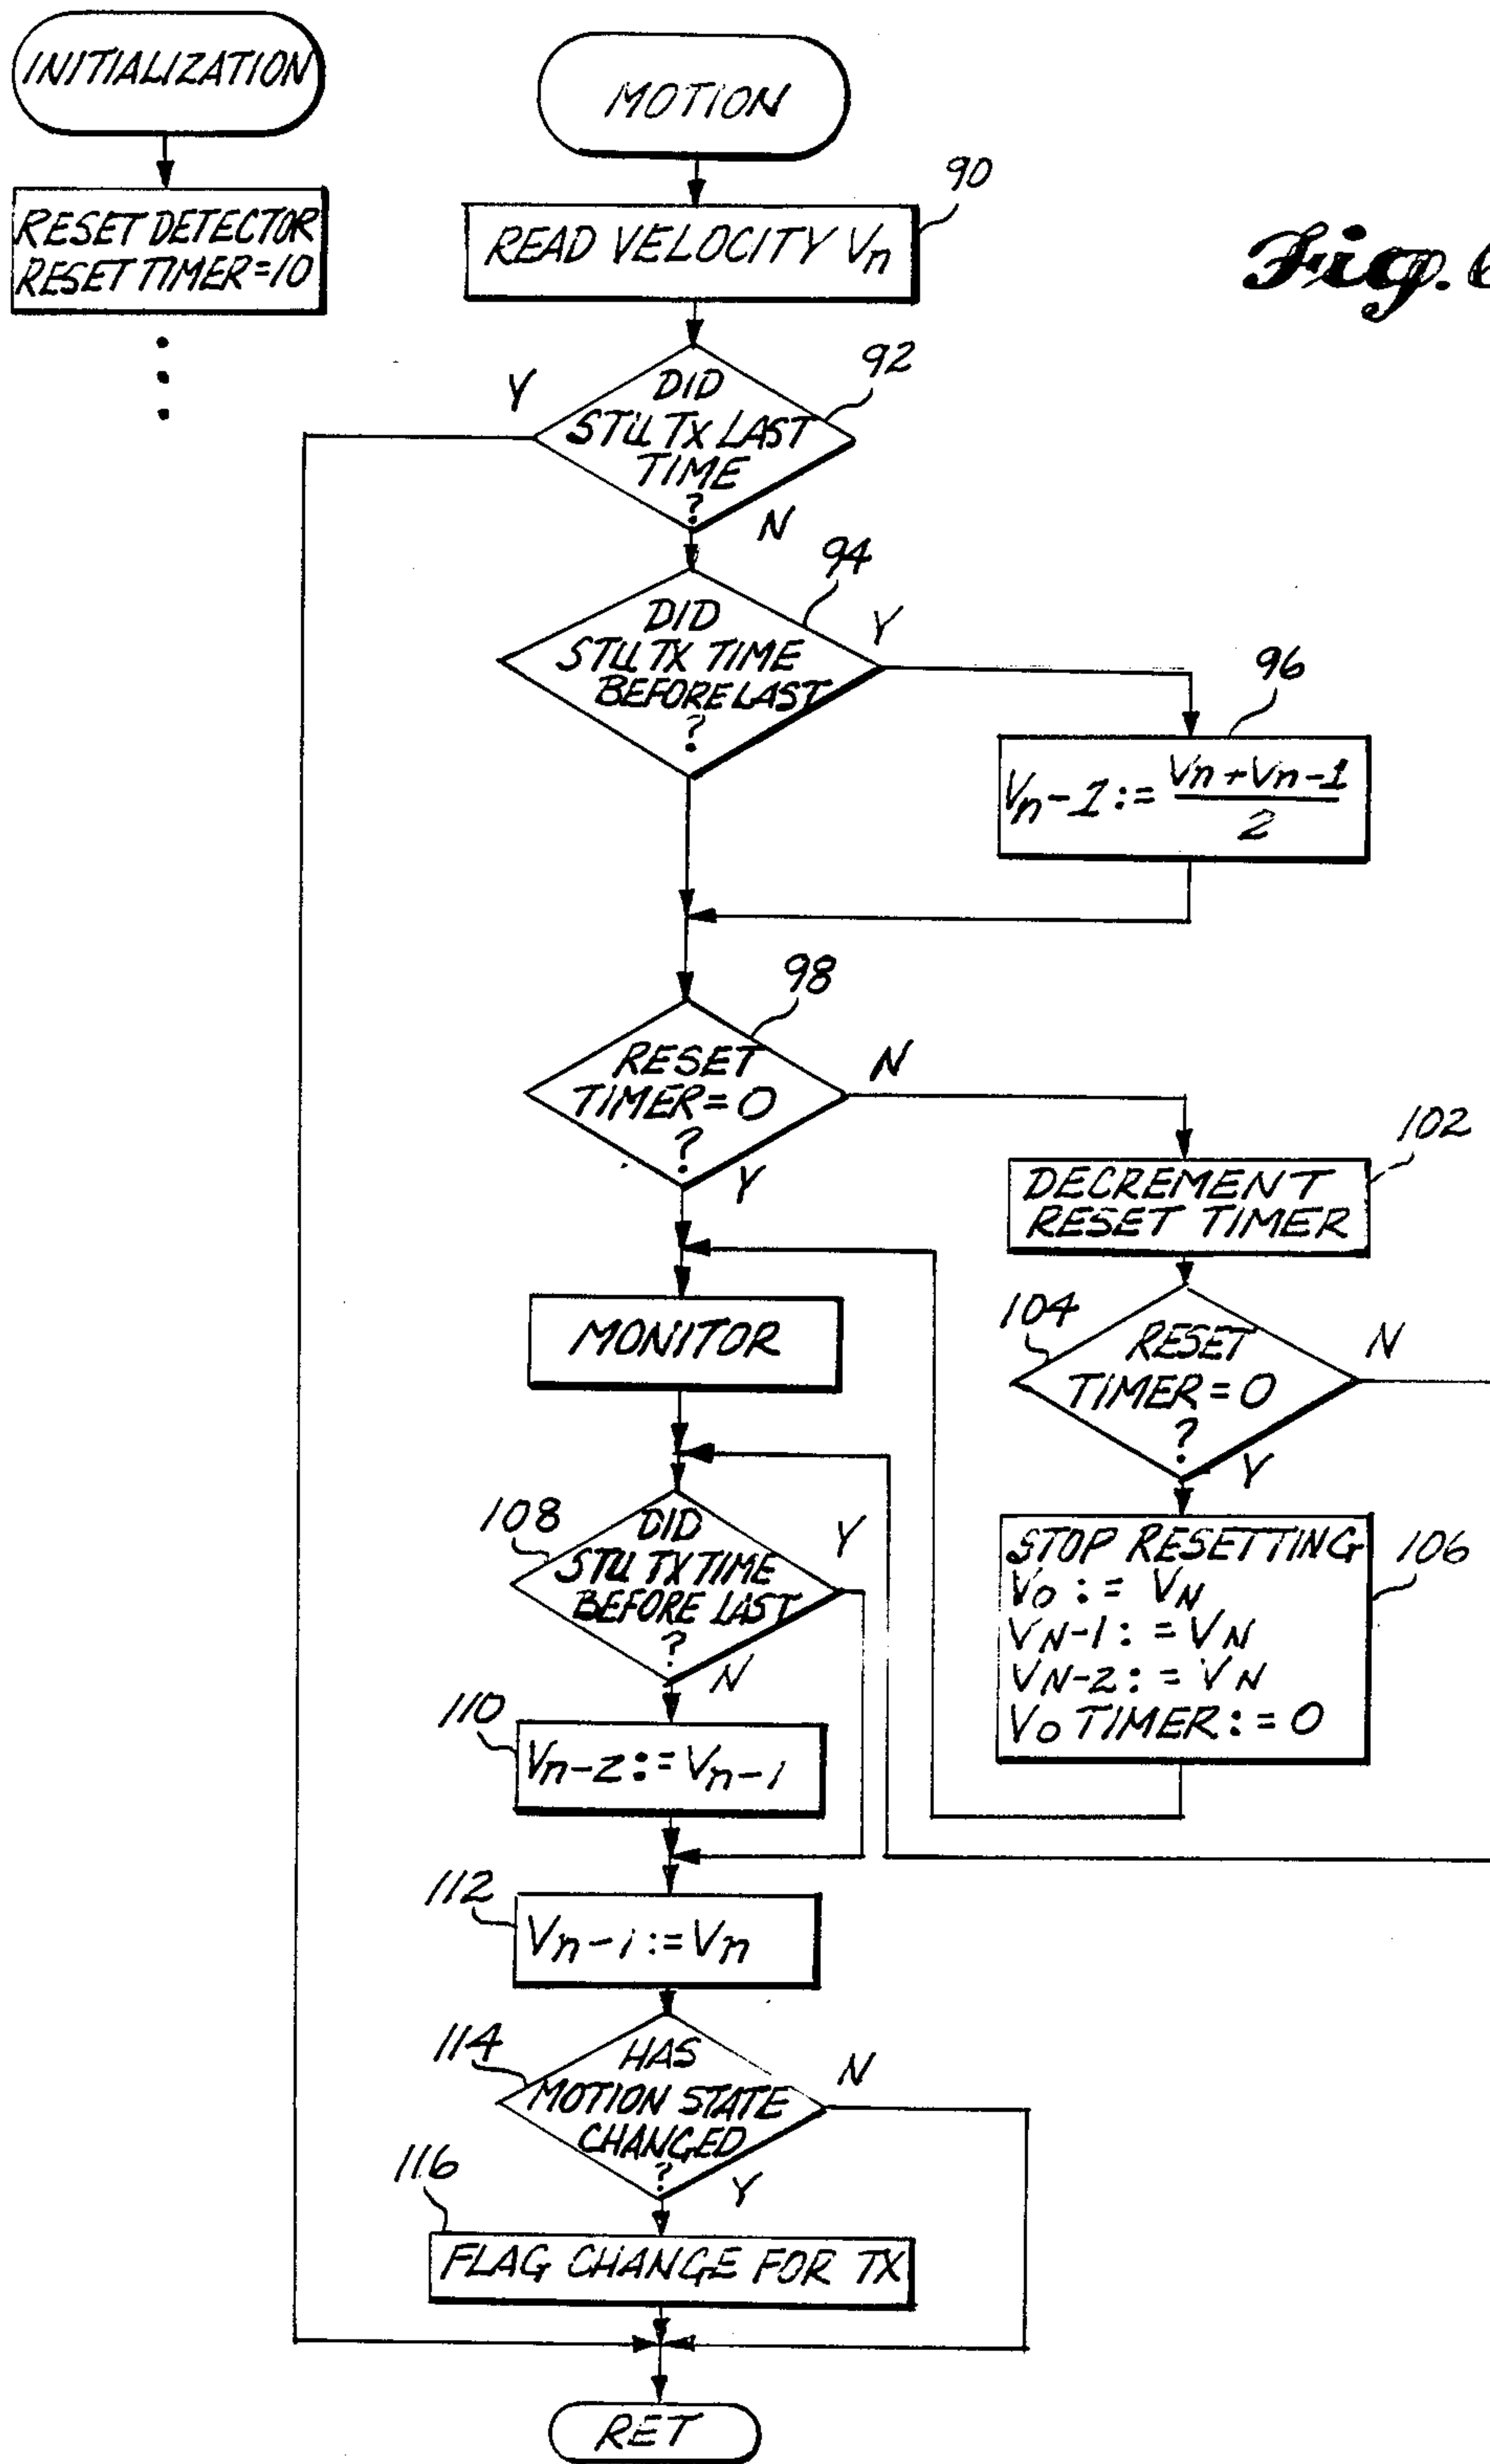 INITIALIZATION
RESET DETECTOR
RESET TIMER=10
MOTION
90
READ VELOCITY Vn
Fig. 6
92
DID
STU TX LAST
TIME
?
Y
N
94
DID
STU TX TIME
BEFORE LAST
?
Y
96
Vn-1:= Vn+Vn-1
2
98
RESET
TIMER=0
?
N
Y
102
DECREMENT
RESET TIMER
MONITOR
104
RESET
TIMER=0
?
N
Y
106
STOP RESETTING
Vo := VN
VN-1: = VN
VN-2: = VN
Vo TIMER: = 0
108
DID
STU TX TIME
BEFORE LAST
?
Y
N
110
Vn-2:=Vn-1
112
Vn-1:=Vn
114
HAS
MOTION STATE
CHANGED
?
N
Y
116
FLAG CHANGE FOR TX
RET